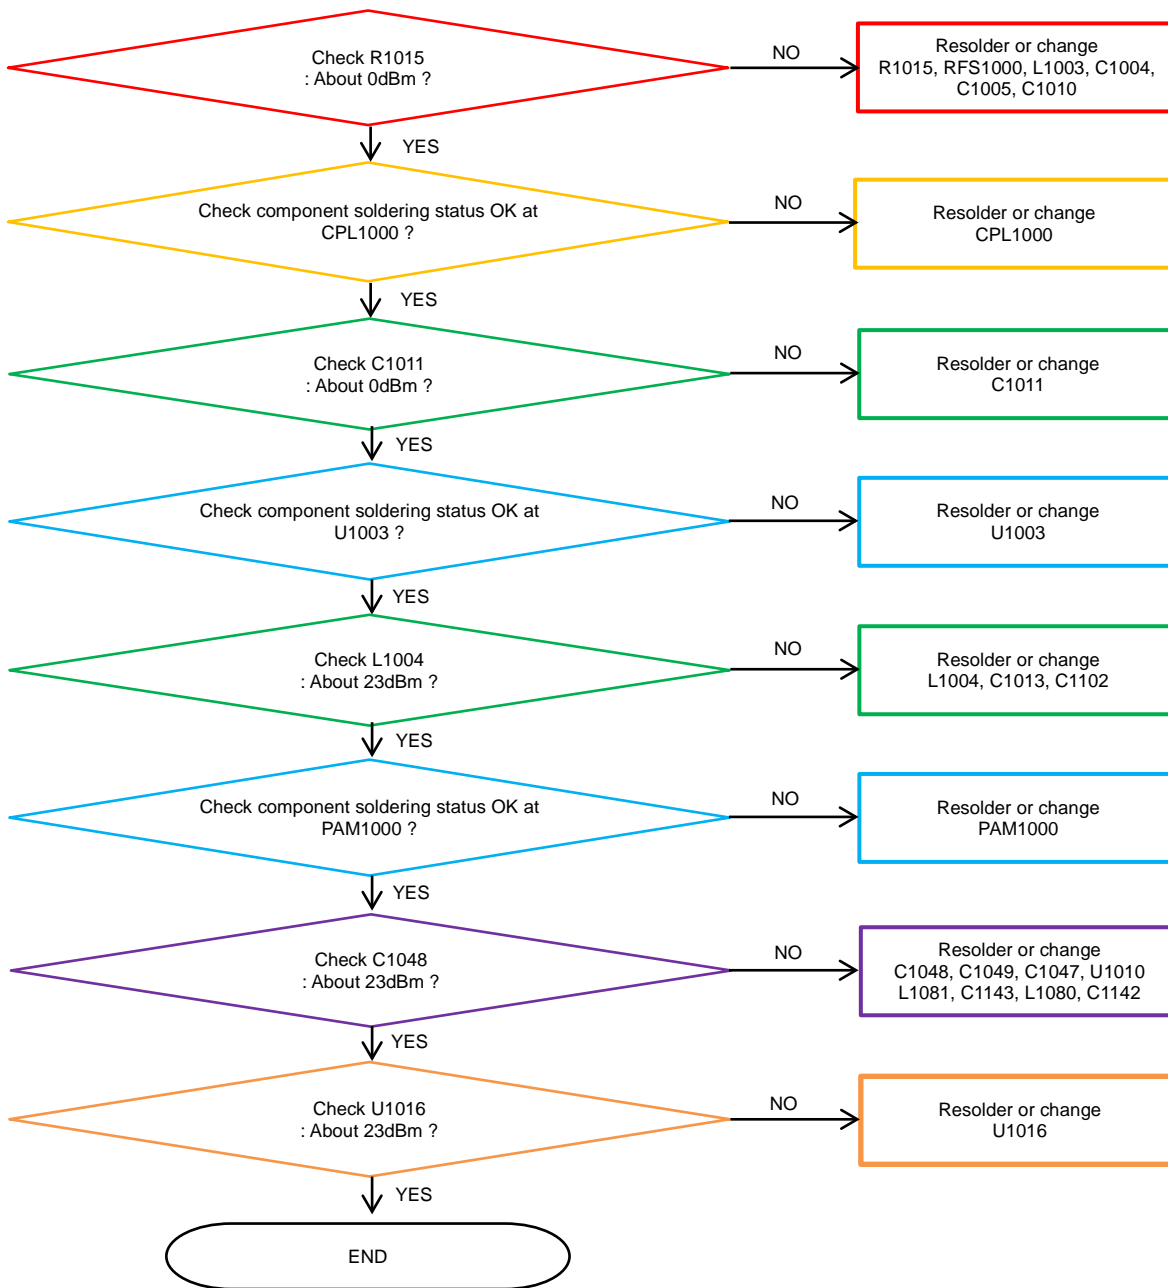 Check R1015
: About 0dBm ?
NO
Resolder or change
R1015, RFS1000, L1003, C1004,
C1005, C1010
YES
Check component soldering status OK at
CPL1000 ?
NO
Resolder or change
CPL1000
YES
Check C1011
: About 0dBm ?
NO
Resolder or change
C1011
YES
Check component soldering status OK at
U1003 ?
NO
Resolder or change
U1003
YES
Check L1004
: About 23dBm ?
NO
Resolder or change
L1004, C1013, C1102
YES
Check component soldering status OK at
PAM1000 ?
NO
Resolder or change
PAM1000
YES
Check C1048
: About 23dBm ?
NO
Resolder or change
C1048, C1049, C1047, U1010
L1081, C1143, L1080, C1142
YES
Check U1016
: About 23dBm ?
NO
Resolder or change
U1016
YES
END